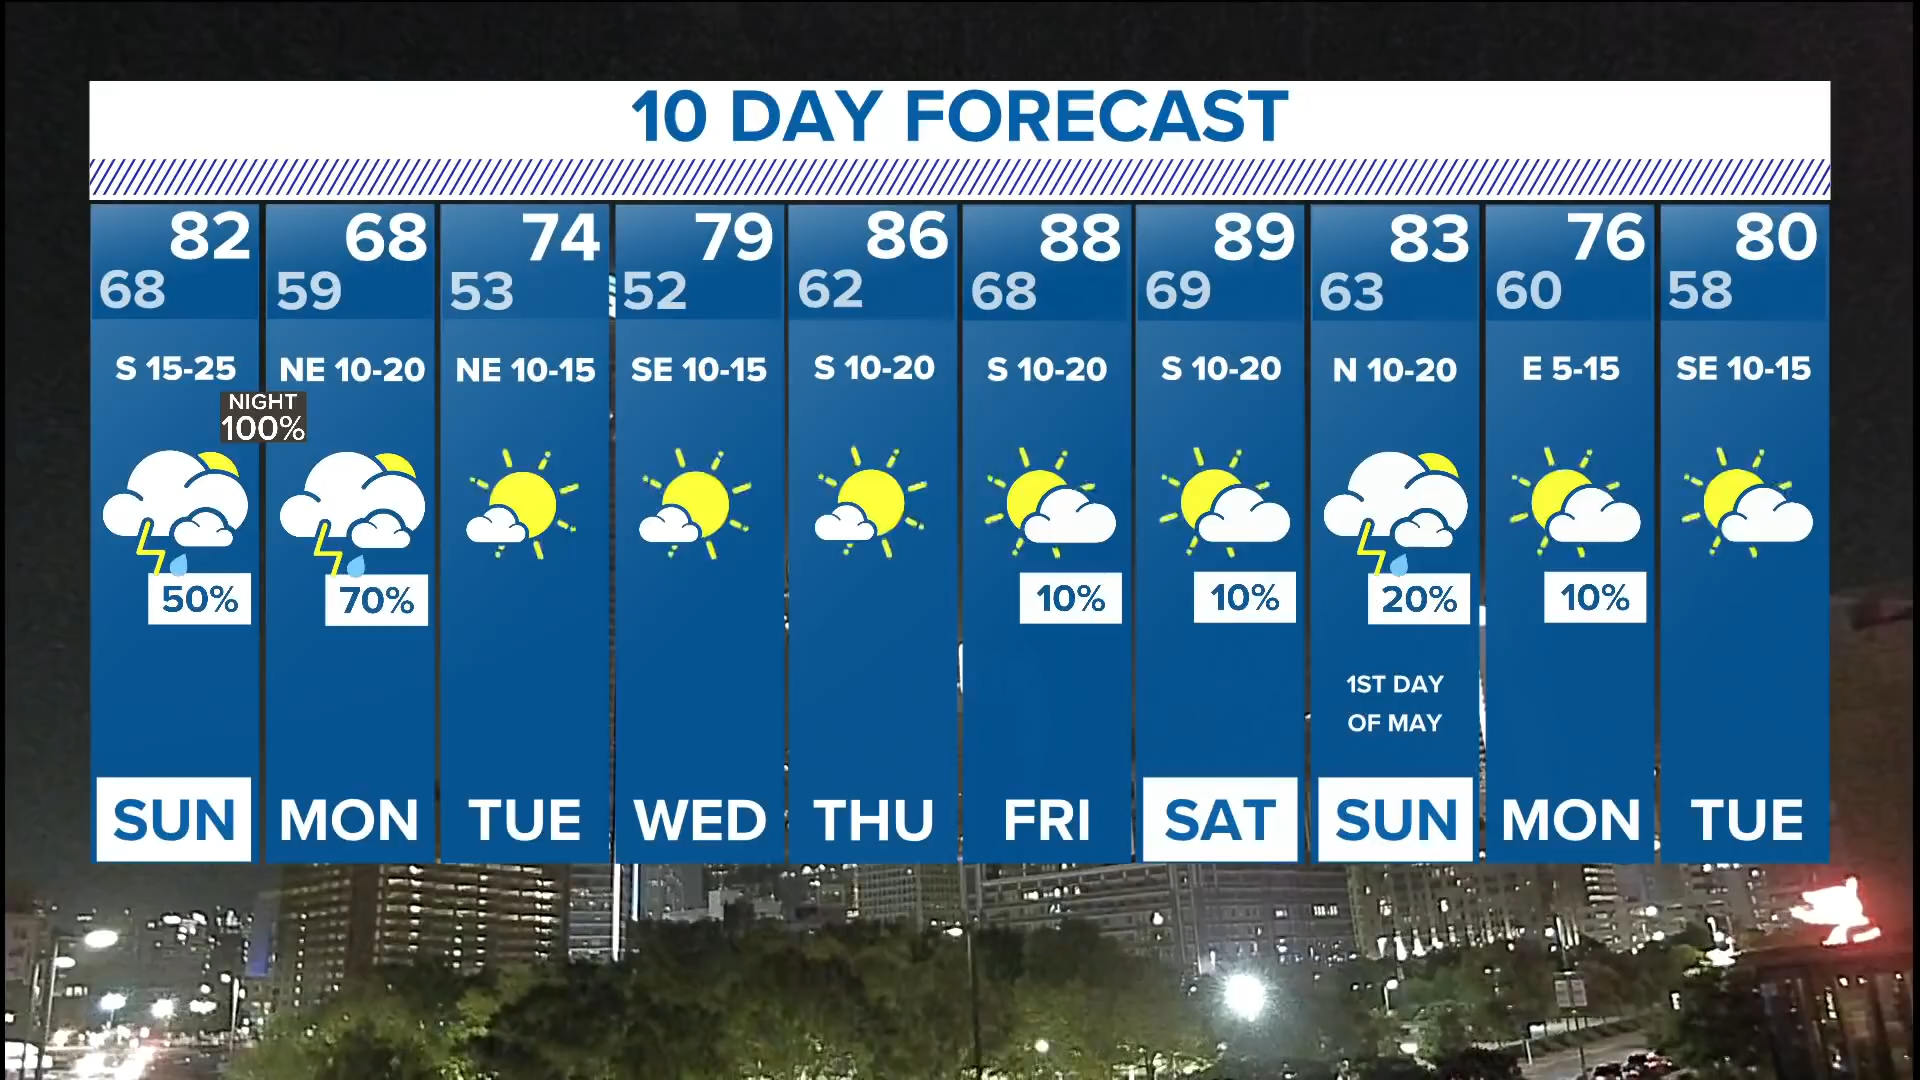 10 DAY FORECAST
82 68 74 79 86 88 89 83 76 80
68 59 53 52 62 68 69 63 60 58
S 15-25 NE 10-20 NE 10-15 SE 10-15 S 10-20 S 10-20 S 10-20 N 10-20 E 5-15 SE 10-15
NIGHT
100%
50% 70% 10% 10% 20% 10%
1ST DAY
OF MAY
SUN MON TUE WED THU FRI SAT SUN MON TUE